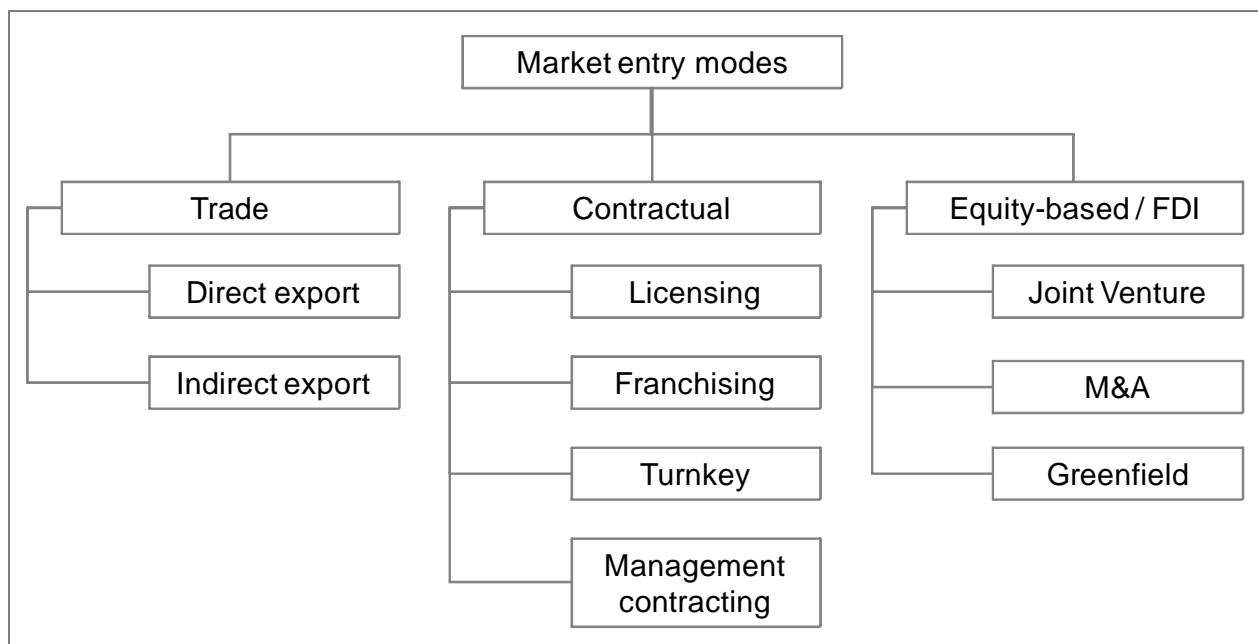 Market entry modes
Trade
Direct export
Indirect export
Contractual
Licensing
Franchising
Turnkey
Management
contracting
Equity-based / FDI
Joint Venture
M&A
Greenfield